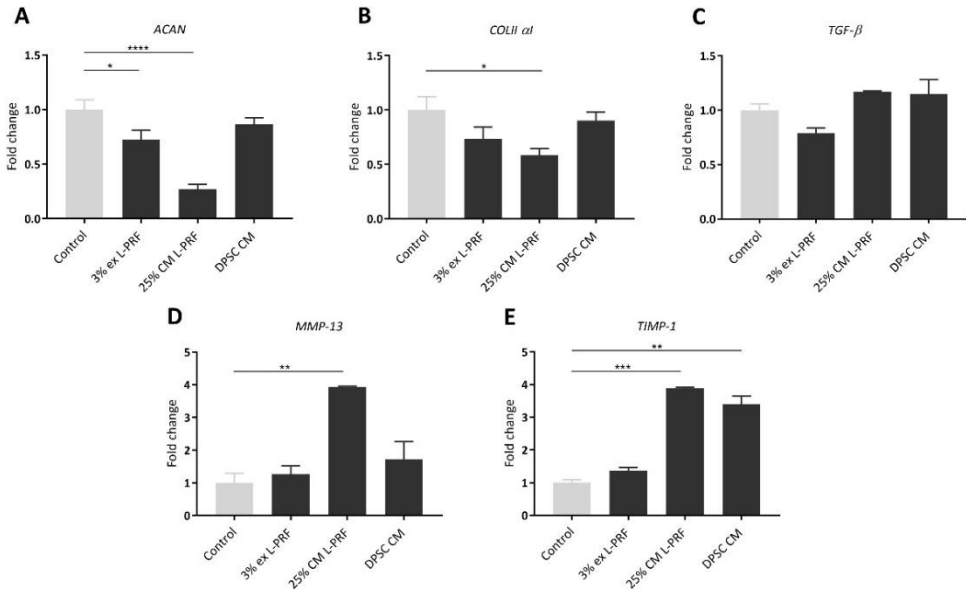 A
ACAN
****
*
1.5
1.0
0.5
0.0
Fold change
Control
3% ex L-PRF
25% CM L-PRF
DPSC CM
B
COLII αI
*
1.5
1.0
0.5
0.0
Fold change
Control
3% ex L-PRF
25% CM L-PRF
DPSC CM
C
TGF-β
1.5
1.0
0.5
0.0
Fold change
Control
3% ex L-PRF
25% CM L-PRF
DPSC CM
D
MMP-13
**
5
4
3
2
1
0
Fold change
Control
3% ex L-PRF
25% CM L-PRF
DPSC CM
E
TIMP-1
**
***
5
4
3
2
1
0
Fold change
Control
3% ex L-PRF
25% CM L-PRF
DPSC CM